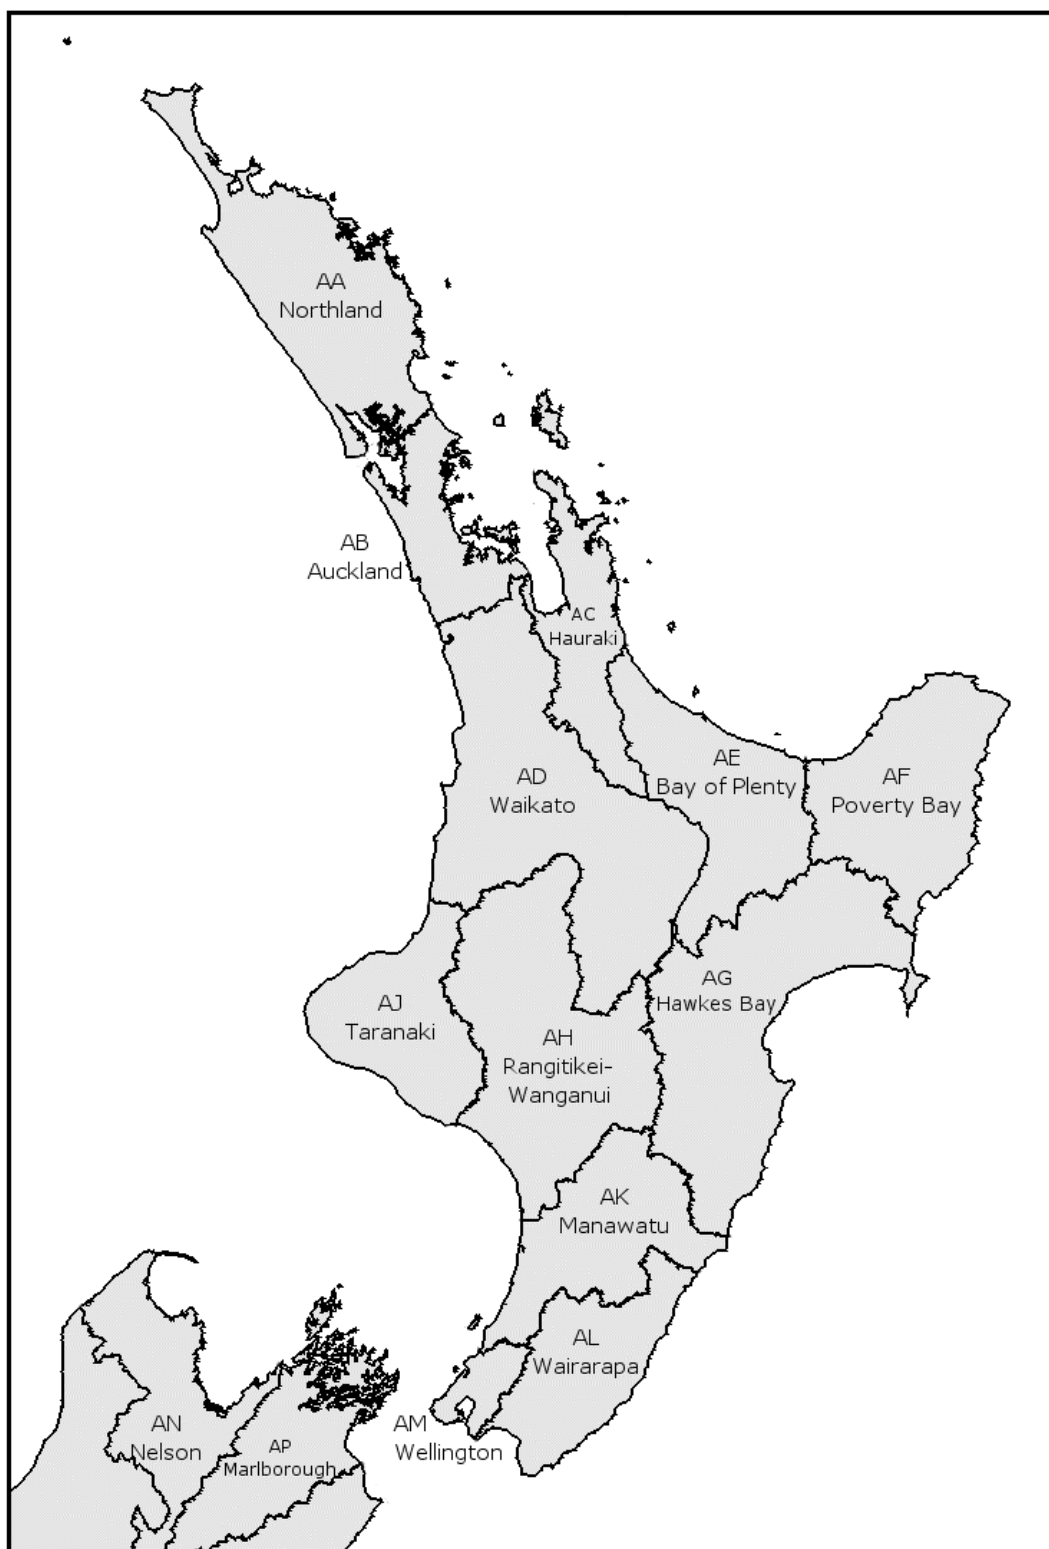 AA
Northland
AB
Auckland
AC
Hauraki
AD
Waikato
AE
Bay of Plenty
AF
Poverty Bay
AG
Hawkes Bay
AJ
Taranaki
AH
Rangitikei-
Wanganui
AK
Manawatu
AL
Wairarapa
AM
Wellington
AN
Nelson
AP
Marlborough